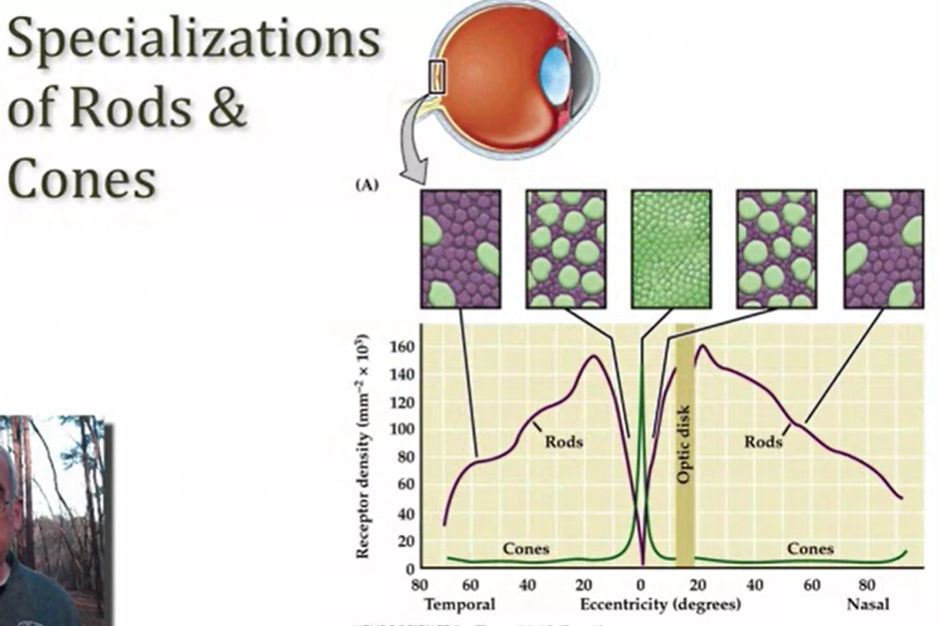 Specializations
of Rods &
Cones
(A)
Receptor density (mm⁻² × 10³)
160
140
120
100
80
60
40
20
0
Rods
Rods
Optic disk
Cones
Cones
80 60 40 20 0 20 40 60 80
Temporal Eccentricity (degrees) Nasal